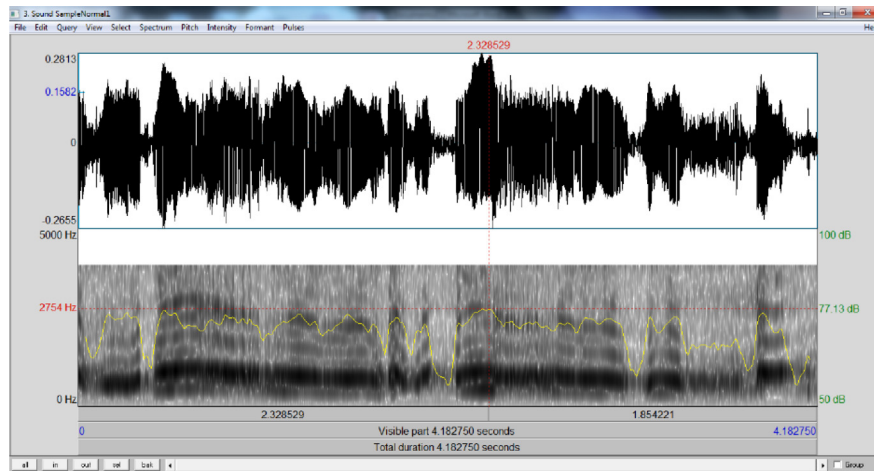 3. Sound SampleNormal1
File Edit Query View Select Spectrum Pitch Intensity Formant Pulses He
2.328529
0.2813
0.1582
0
-0.2655
5000 Hz 100 dB
2754 Hz 77.13 dB
0 Hz 50 dB
2.328529 1.854221
0 Visible part 4.182750 seconds 4.182750
Total duration 4.182750 seconds
all in out sel bak Group